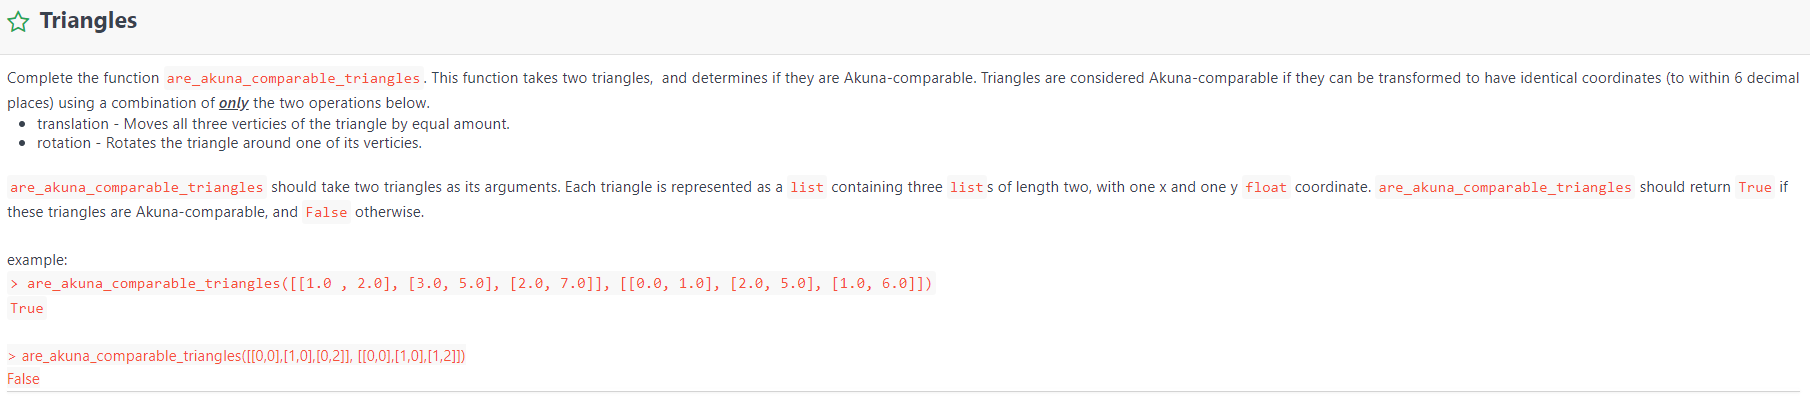 Triangles
Complete the function are_akuna_comparable_triangles. This function takes two triangles, and determines if they are Akuna-comparable. Triangles are considered Akuna-comparable if they can be transformed to have identical coordinates (to within 6 decimal
places) using a combination of only the two operations below.
• translation - Moves all three verticies of the triangle by equal amount.
• rotation - Rotates the triangle around one of its verticies.
are_akuna_comparable_triangles should take two triangles as its arguments. Each triangle is represented as a list containing three lists of length two, with one x and one y float coordinate. are_akuna_comparable_triangles should return True if
these triangles are Akuna-comparable, and False otherwise.
example:
> are_akuna_comparable_triangles([[1.0 , 2.0], [3.0, 5.0], [2.0, 7.0]], [[0.0, 1.0], [2.0, 5.0], [1.0, 6.0]])
True
> are_akuna_comparable_triangles([[0,0],[1,0],[0,2]], [[0,0],[1,0],[1,2]])
False